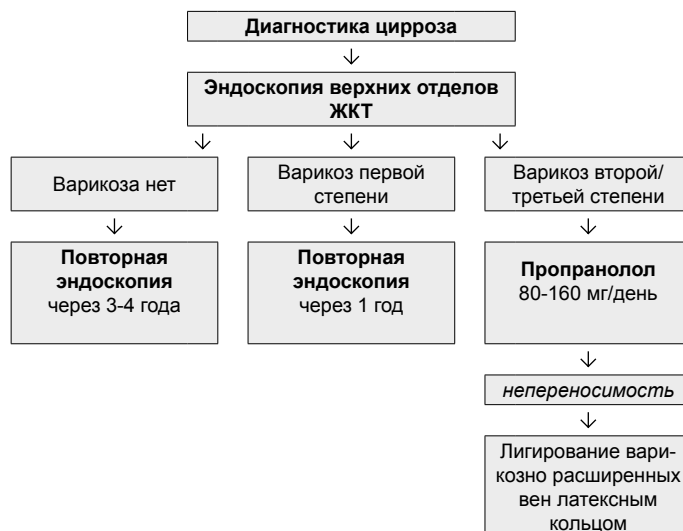 Диагностика цирроза
Эндоскопия верхних отделов
ЖКТ
Варикоза нет
Варикоз первой
степени
Варикоз второй/
третьей степени
Повторная
эндоскопия
через 3-4 года
Повторная
эндоскопия
через 1 год
Пропранолол
80-160 мг/день
непереносимость
Лигирование вари-
козно расширенных
вен латексным
кольцом